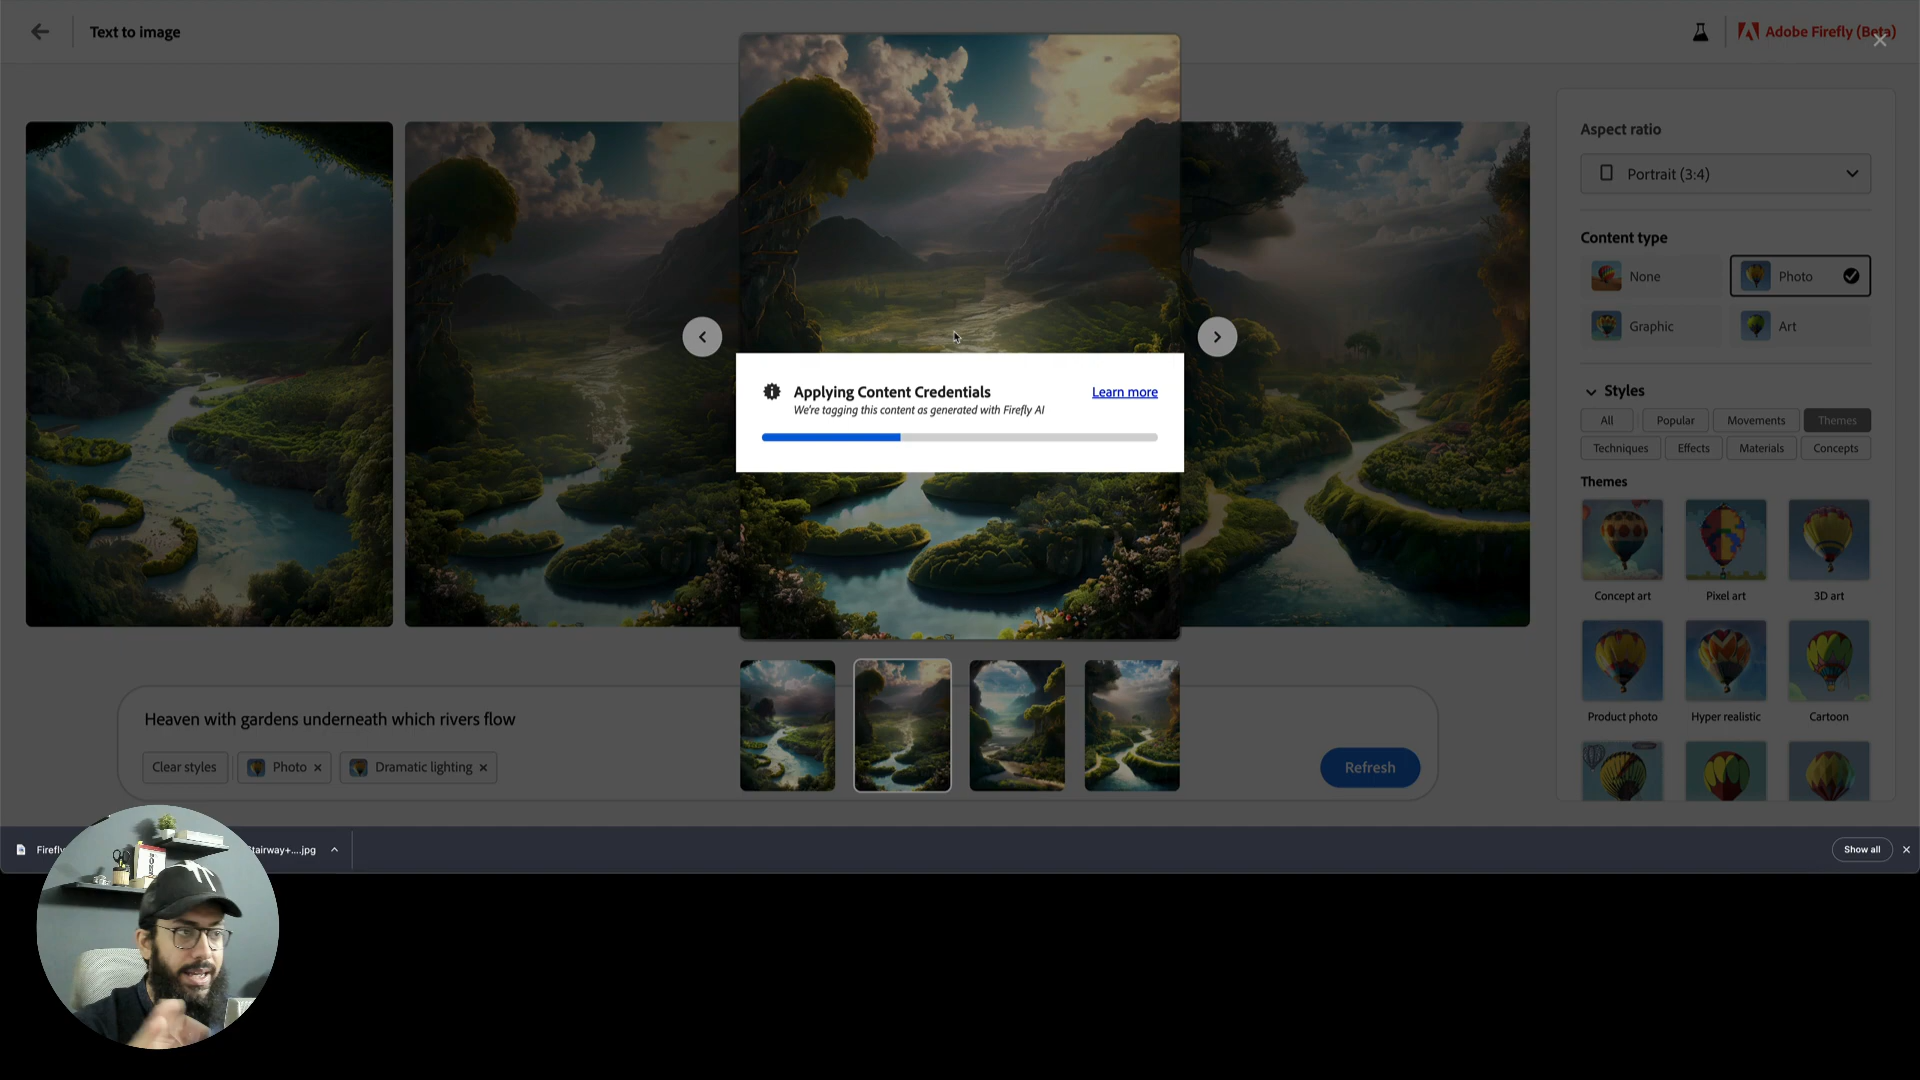 Text to image
Adobe Firefly (Beta)
Aspect ratio
Portrait (3:4)
Content type
None
Photo
Graphic
Art
Styles
All
Popular
Movements
Themes
Techniques
Effects
Materials
Concepts
Themes
Concept art
Pixel art
3D art
Product photo
Hyper realistic
Cartoon
Applying Content Credentials
Learn more
We're tagging this content as generated with Firefly AI
Heaven with gardens underneath which rivers flow
Clear styles
Photo
Dramatic lighting
Refresh
Firefly
tairway+....jpg
Show all